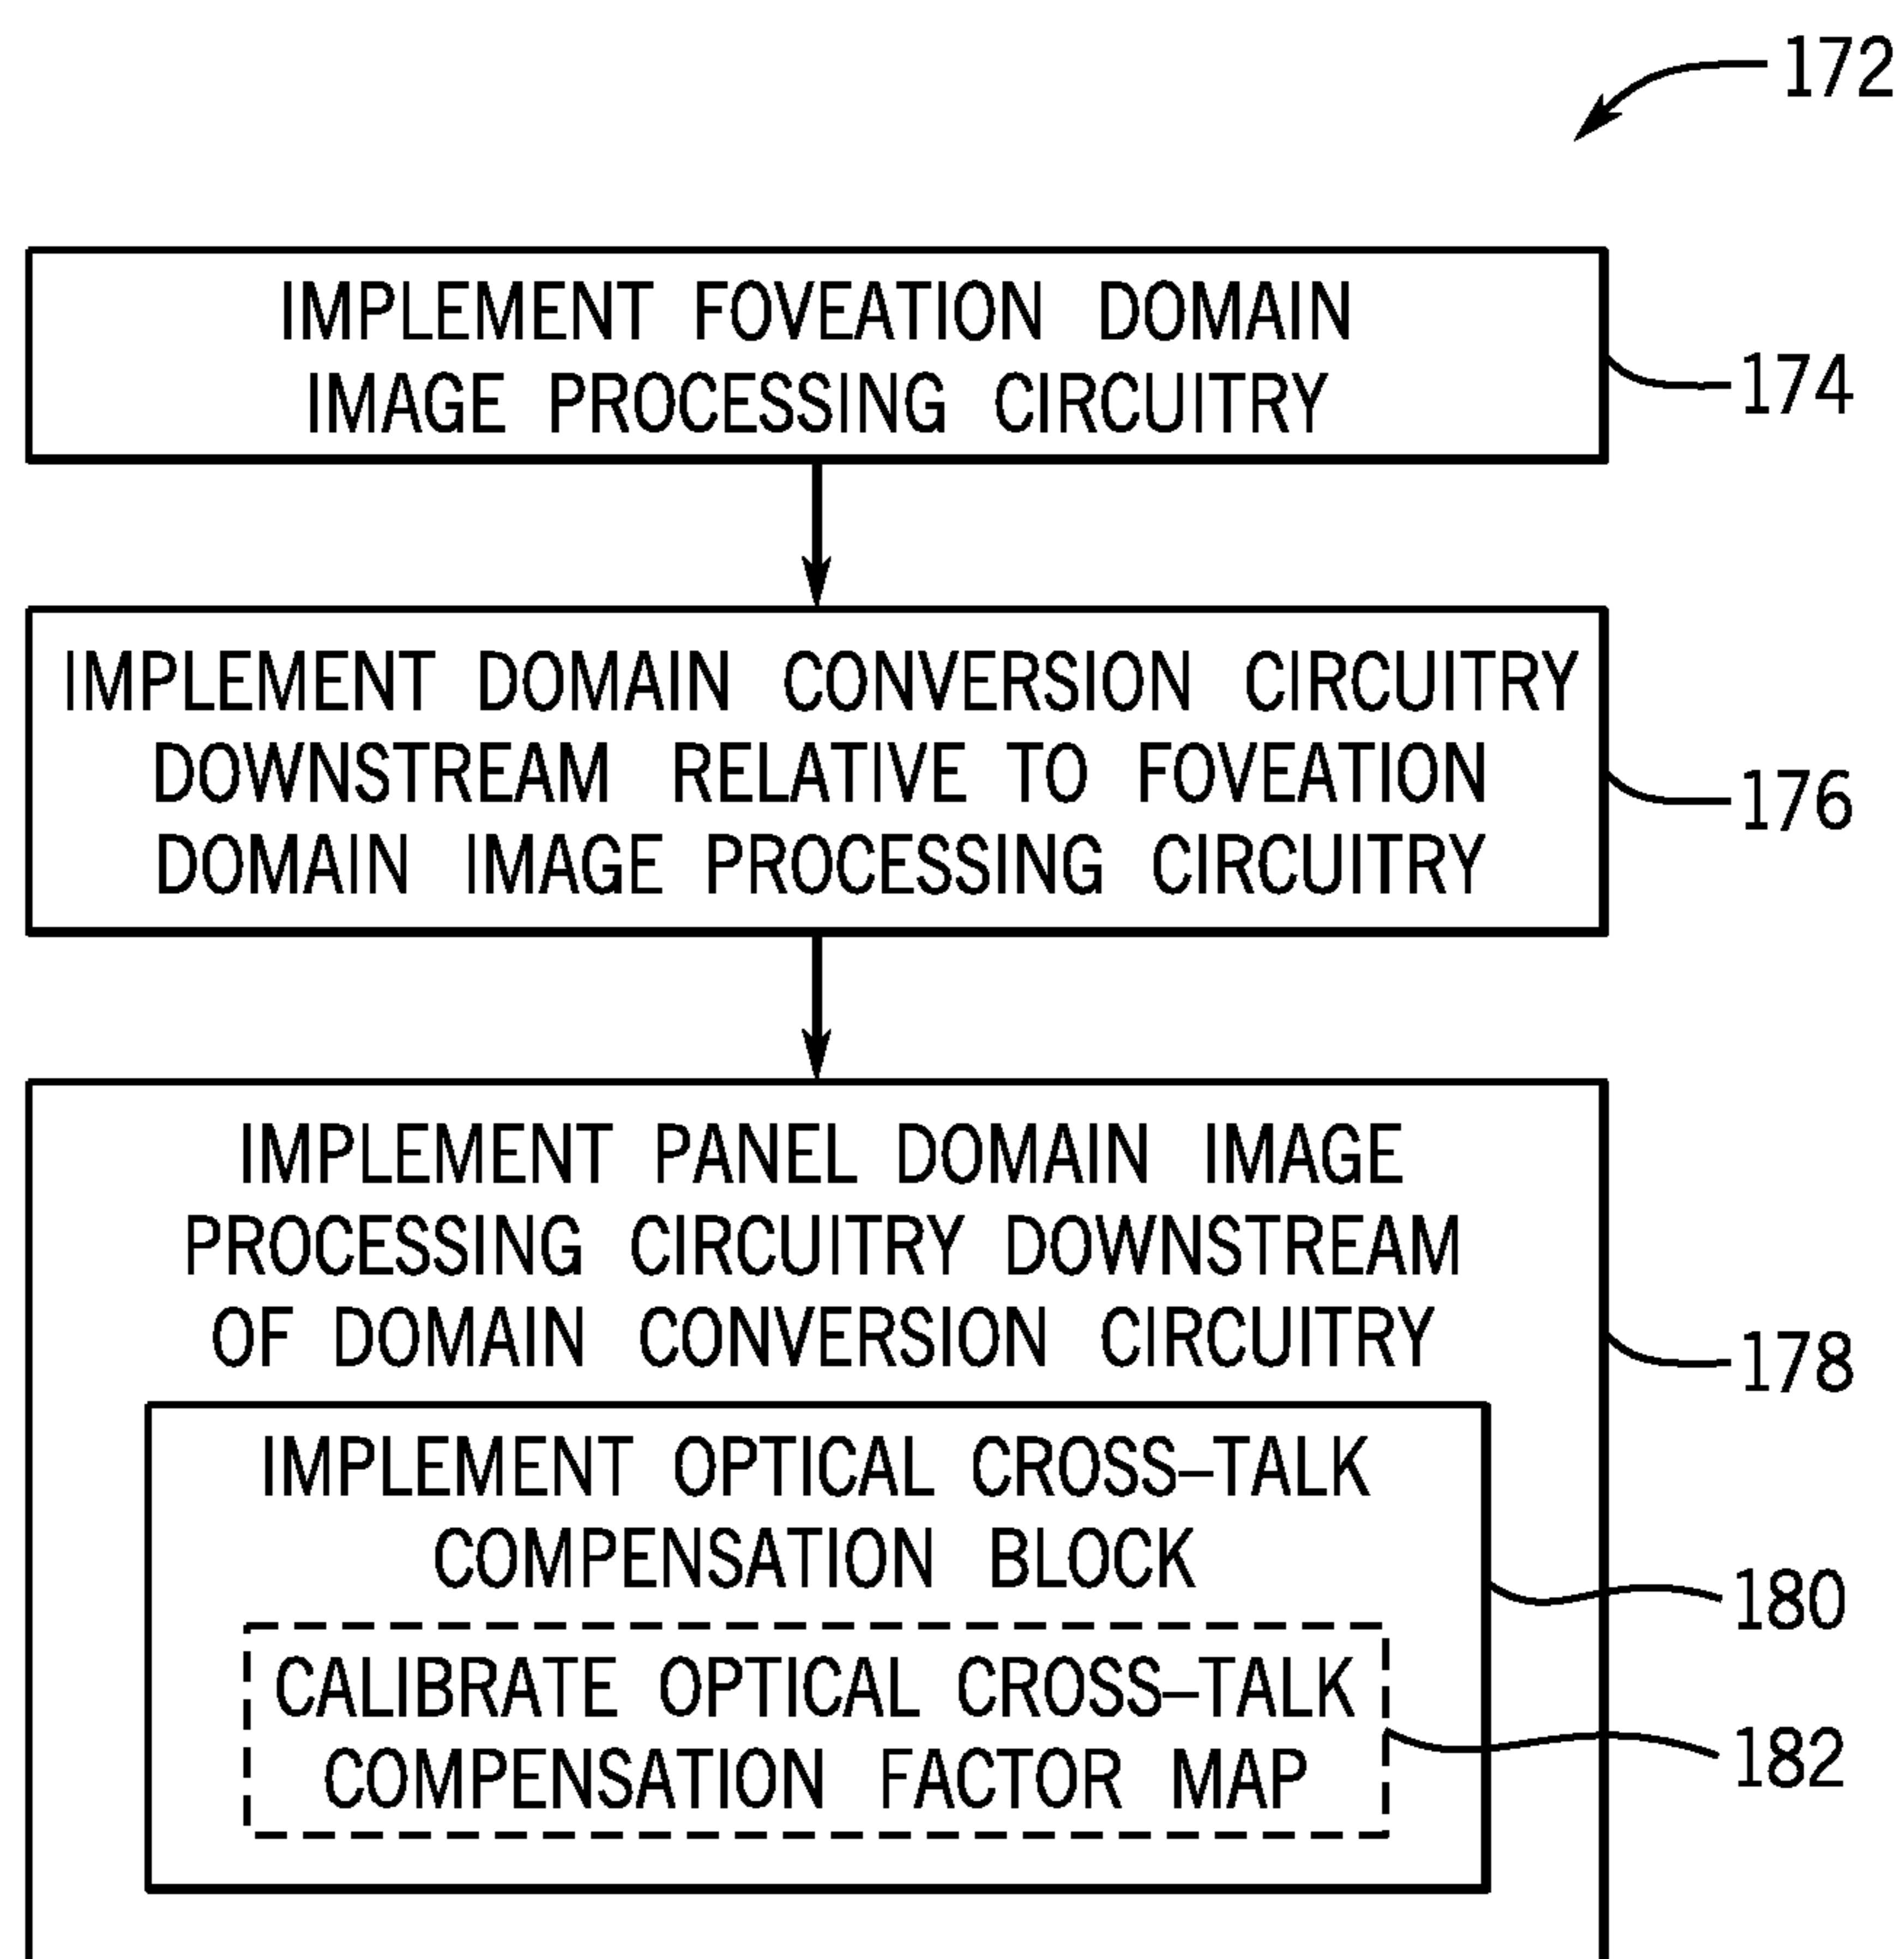 172
IMPLEMENT FOVEATION DOMAIN
IMAGE PROCESSING CIRCUITRY
174
IMPLEMENT DOMAIN CONVERSION CIRCUITRY
DOWNSTREAM RELATIVE TO FOVEATION
DOMAIN IMAGE PROCESSING CIRCUITRY
176
IMPLEMENT PANEL DOMAIN IMAGE
PROCESSING CIRCUITRY DOWNSTREAM
OF DOMAIN CONVERSION CIRCUITRY
178
IMPLEMENT OPTICAL CROSS–TALK
COMPENSATION BLOCK
180
CALIBRATE OPTICAL CROSS–TALK
COMPENSATION FACTOR MAP
182